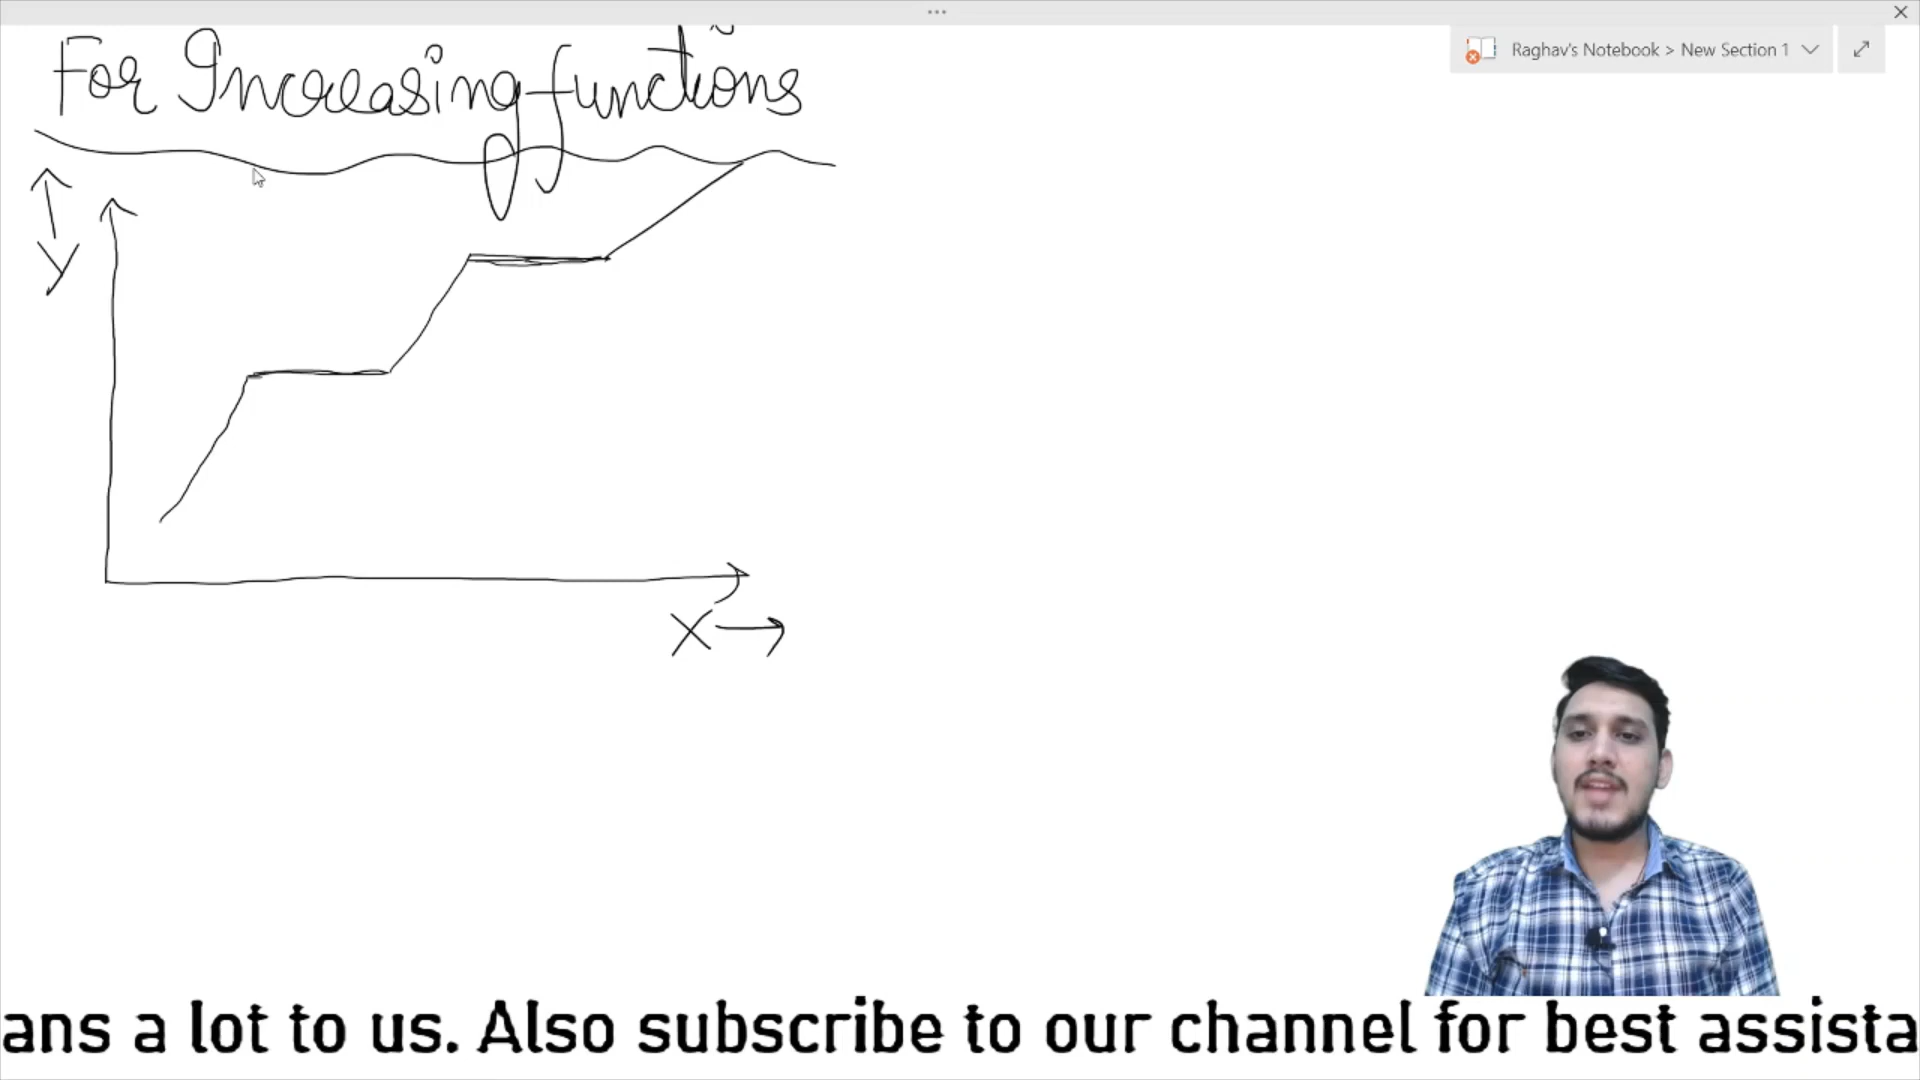 Raghav's Notebook > New Section 1
For Increasing functions
y
X
ans a lot to us. Also subscribe to our channel for best assista